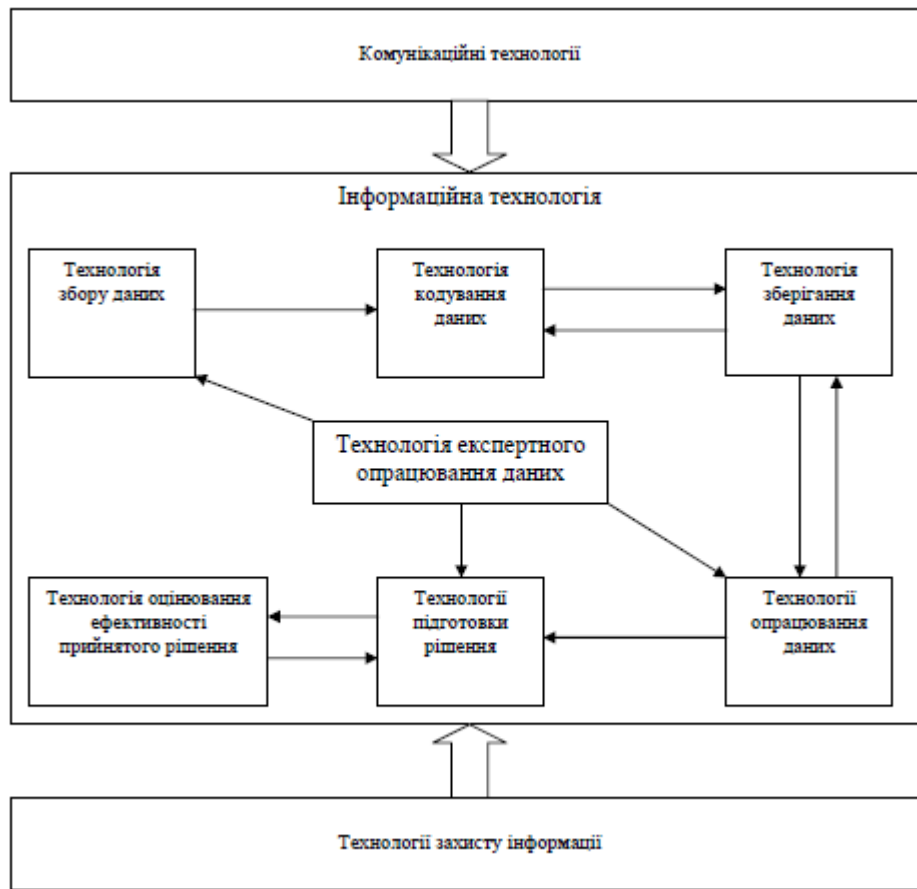 Комунікаційні технології
Інформаційна технологія
Технологія
збору даних
Технологія
кодування
даних
Технологія
зберігання
даних
Технологія експертного
опрацювання даних
Технологія оцінювання
ефективності
прийнятого рішення
Технології
підготовки
рішення
Технології
опрацювання
даних
Технології захисту інформації